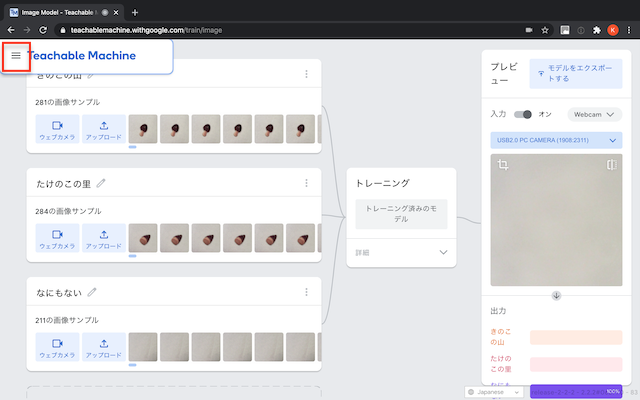 Image Model - Teachable M
teachablemachine.withgoogle.com/train/image
K
Teachable Machine
きのこの山
281の画像サンプル
ウェブカメラ
アップロード
たけのこの里
284の画像サンプル
ウェブカメラ
アップロード
なにもない
211の画像サンプル
ウェブカメラ
アップロード
トレーニング
トレーニング済みのモ
デル
詳細
プレビ
ュー
モデルをエクスポー
トする
入力
オン
Webcam
USB2.0 PC CAMERA (1908:2311)
出力
きのこ
の山
たけの
こ の里
なにも
100%
Japanese